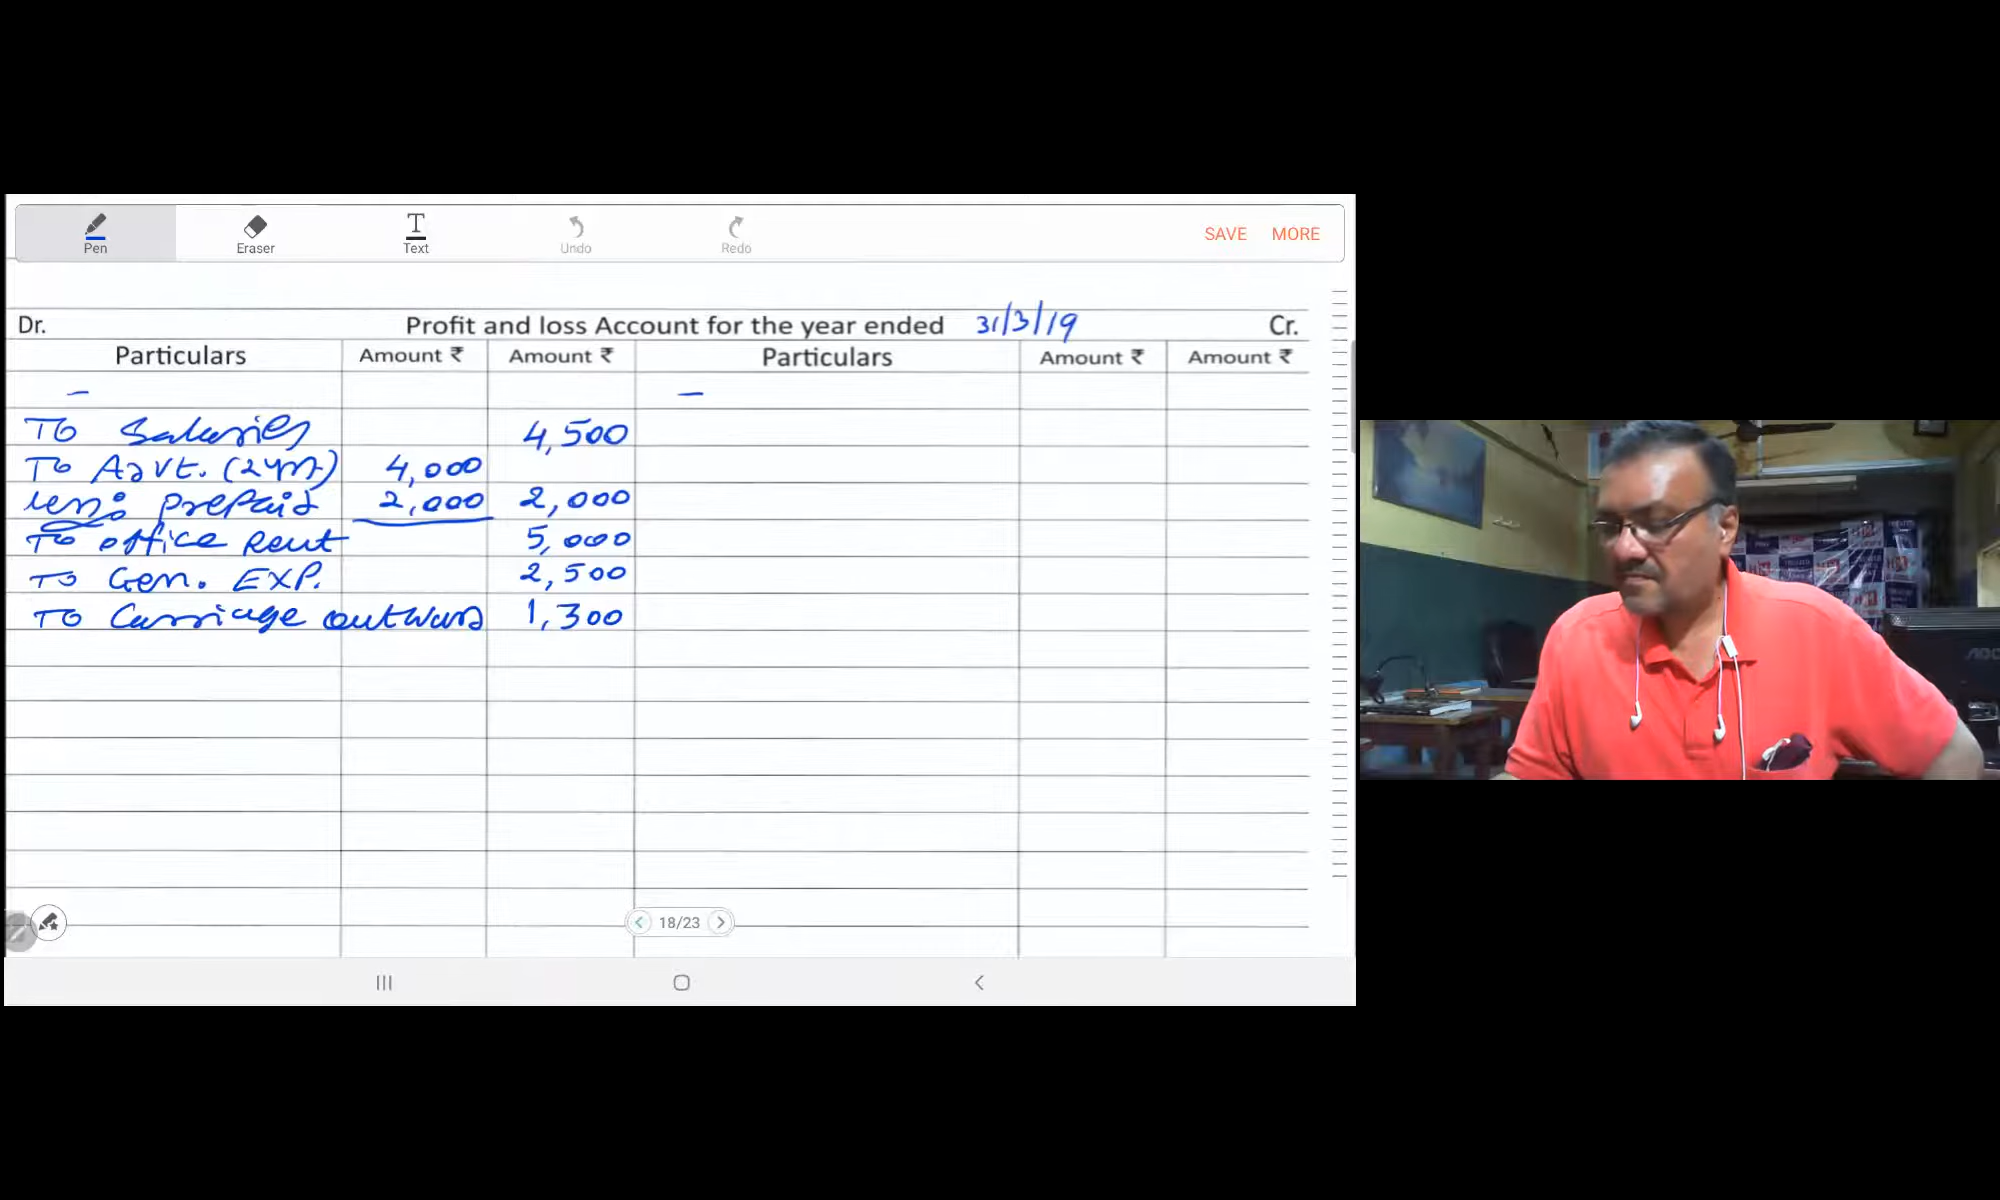 Pen Eraser Text Undo Redo SAVE MORE
Dr. Profit and loss Account for the year ended 31/3/19 Cr.
Particulars Amount ₹ Amount ₹ Particulars Amount ₹ Amount ₹
— —
To Salaries 4,500
To Advt. (2yrs) 4,000
less: prepaid 2,000 2,000
To office Rent 5,000
To Gen. EXP. 2,500
To Carriage outward 1,300
18/23
AOC